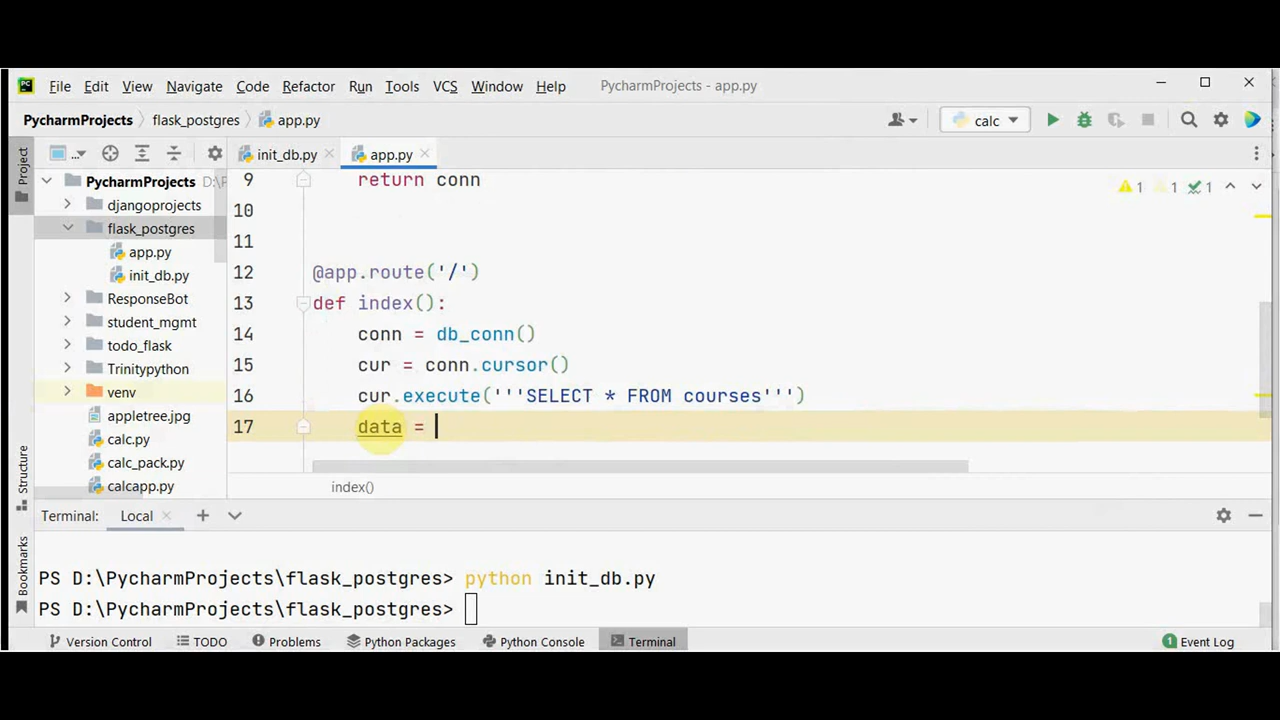 PC File Edit View Navigate Code Refactor Run Tools VCS Window Help PycharmProjects - app.py
PycharmProjects flask_postgres app.py calc
Project ... init_db.py app.py
PycharmProjects D:\P
djangoprojects
flask_postgres
app.py
init_db.py
ResponseBot
student_mgmt
todo_flask
Trinitypython
venv
appletree.jpg
calc.py
calc_pack.py
calcapp.py
1 1 1
9 return conn
10
11
12 @app.route('/')
13 def index():
14 conn = db_conn()
15 cur = conn.cursor()
16 cur.execute('''SELECT * FROM courses''')
17 data =
index()
Structure
Bookmarks
Terminal: Local
PS D:\PycharmProjects\flask_postgres> python init_db.py
PS D:\PycharmProjects\flask_postgres>
Version Control TODO Problems Python Packages Python Console Terminal 1 Event Log